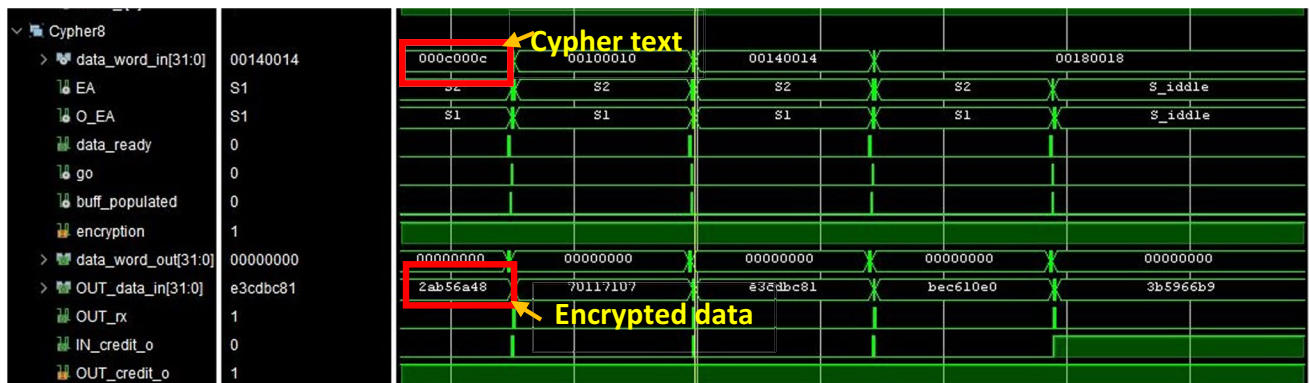 Cypher8
data_word_in[31:0] 00140014 000c000c 00100010 00140014 00180018
Cypher text
EA S1 S2 S2 S2 S2 S_iddle
O_EA S1 S1 S1 S1 S1 S_iddle
data_ready 0
go 0
buff_populated 0
encryption 1
data_word_out[31:0] 00000000 00000000 00000000 00000000 00000000 00000000
OUT_data_in[31:0] e3cdbc81 2ab56a48 70117107 e3cdbc81 bec610e0 3b5966b9
OUT_rx 1
Encrypted data
IN_credit_o 0
OUT_credit_o 1